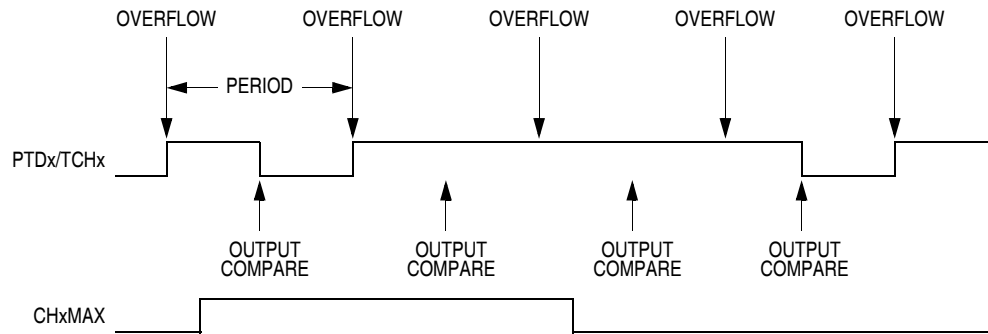 OVERFLOW OVERFLOW OVERFLOW OVERFLOW OVERFLOW
PERIOD
PTDx/TCHx
OUTPUT COMPARE
OUTPUT COMPARE
OUTPUT COMPARE
OUTPUT COMPARE
CHxMAX